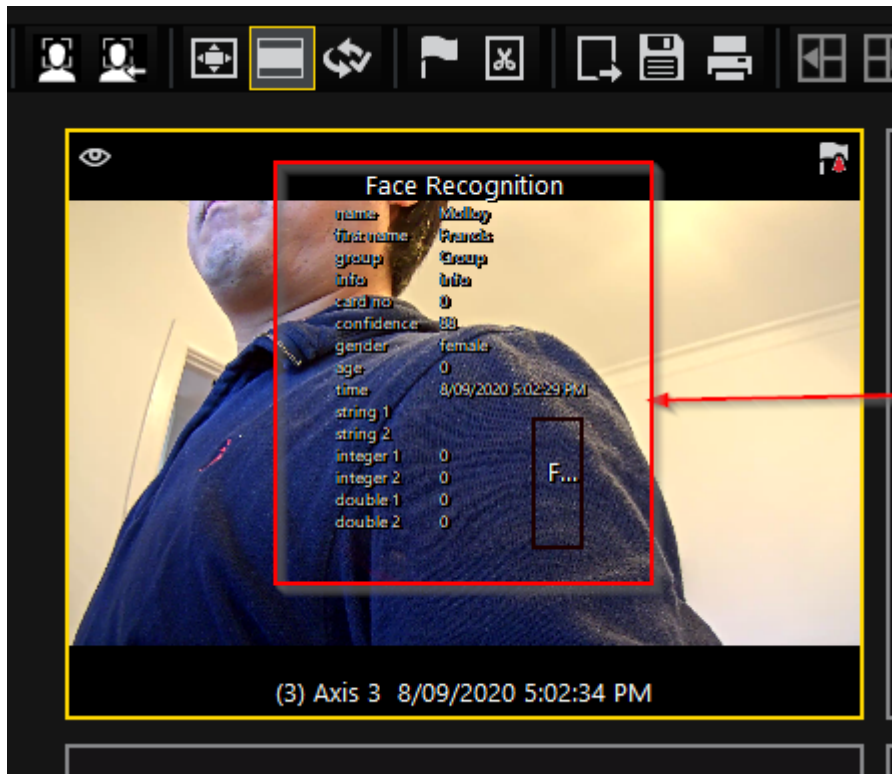 Face Recognition
name Molloy
first name Francis
group Group
info info
card no 0
confidence 88
gender female
age 0
time 8/09/2020 5:02:29 PM
string 1
string 2
integer 1 0
integer 2 0
F...
double 1 0
double 2 0
(3) Axis 3 8/09/2020 5:02:34 PM